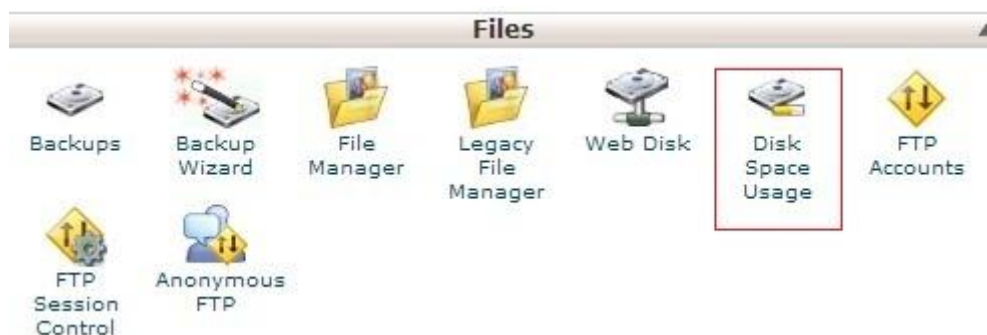 Files
Backups
Backup
Wizard
File
Manager
Legacy
File
Manager
Web Disk
Disk
Space
Usage
FTP
Accounts
FTP
Session
Control
Anonymous
FTP